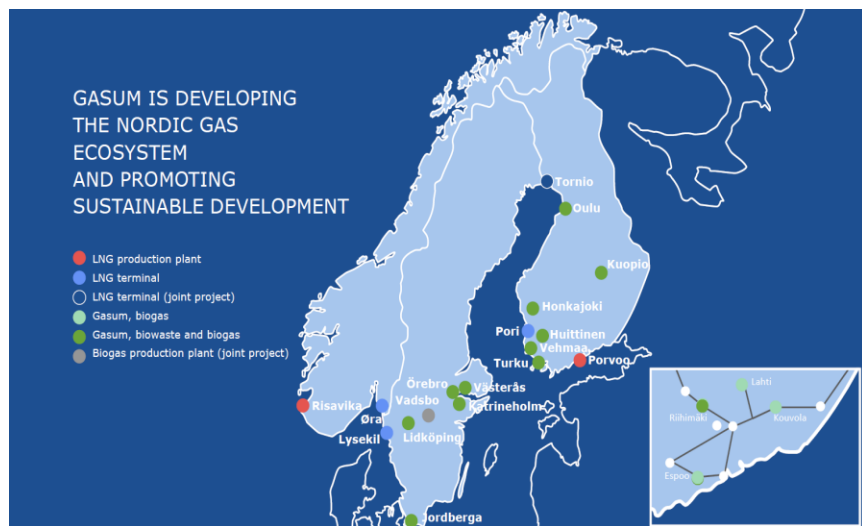 GASUM IS DEVELOPING
THE NORDIC GAS
ECOSYSTEM
AND PROMOTING
SUSTAINABLE DEVELOPMENT
LNG production plant
LNG terminal
LNG terminal (joint project)
Gasum, biogas
Gasum, biowaste and biogas
Biogas production plant (joint project)
Tornio
Oulu
Kuopio
Honkajoki
Pori
Huittinen
Vehmaa
Turku
Porvoo
Örebro
Västerås
Risavika
Vadsbo
Katrineholm
Øra
Lysekil
Lidköping
Jordberga
Lahti
Riihimäki
Kouvola
Espoo